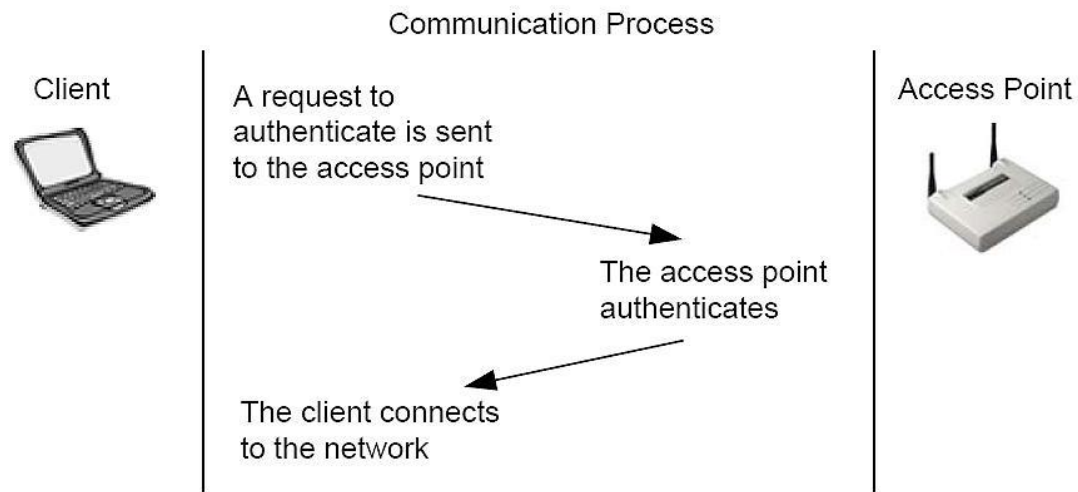 Communication Process
Client
Access Point
A request to
authenticate is sent
to the access point
The access point
authenticates
The client connects
to the network